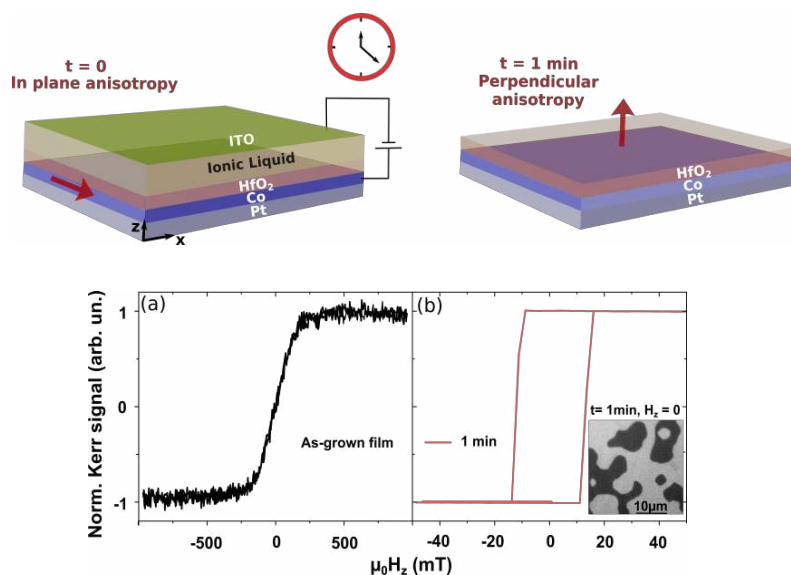 t = 0
In plane anisotropy
ITO
Ionic Liquid
HfO₂
Co
Pt
z
x
t = 1 min
Perpendicular
anisotropy
HfO₂
Co
Pt
Norm. Kerr signal (arb. un.)
(a)
1
0
-1
As-grown film
-500 0 500
(b)
t= 1min, H_z = 0
1 min
10μm
-40 -20 0 20 40
μ₀H_z (mT)